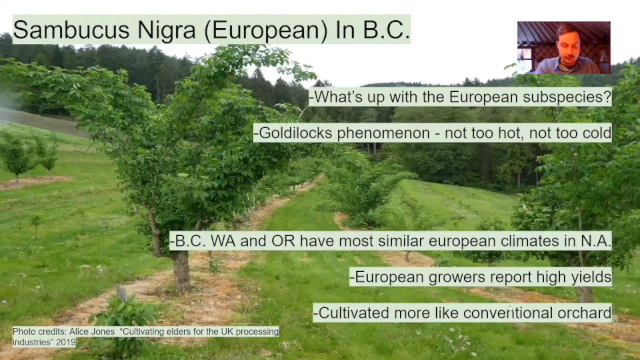 Sambucus Nigra (European) In B.C.
-What's up with the European subspecies?
-Goldilocks phenomenon - not too hot, not too cold
-B.C. WA and OR have most similar european climates in N.A.
-European growers report high yields
-Cultivated more like conventional orchard
Photo credits: Alice Jones "Cultivating elders for the UK processing
industries" 2019